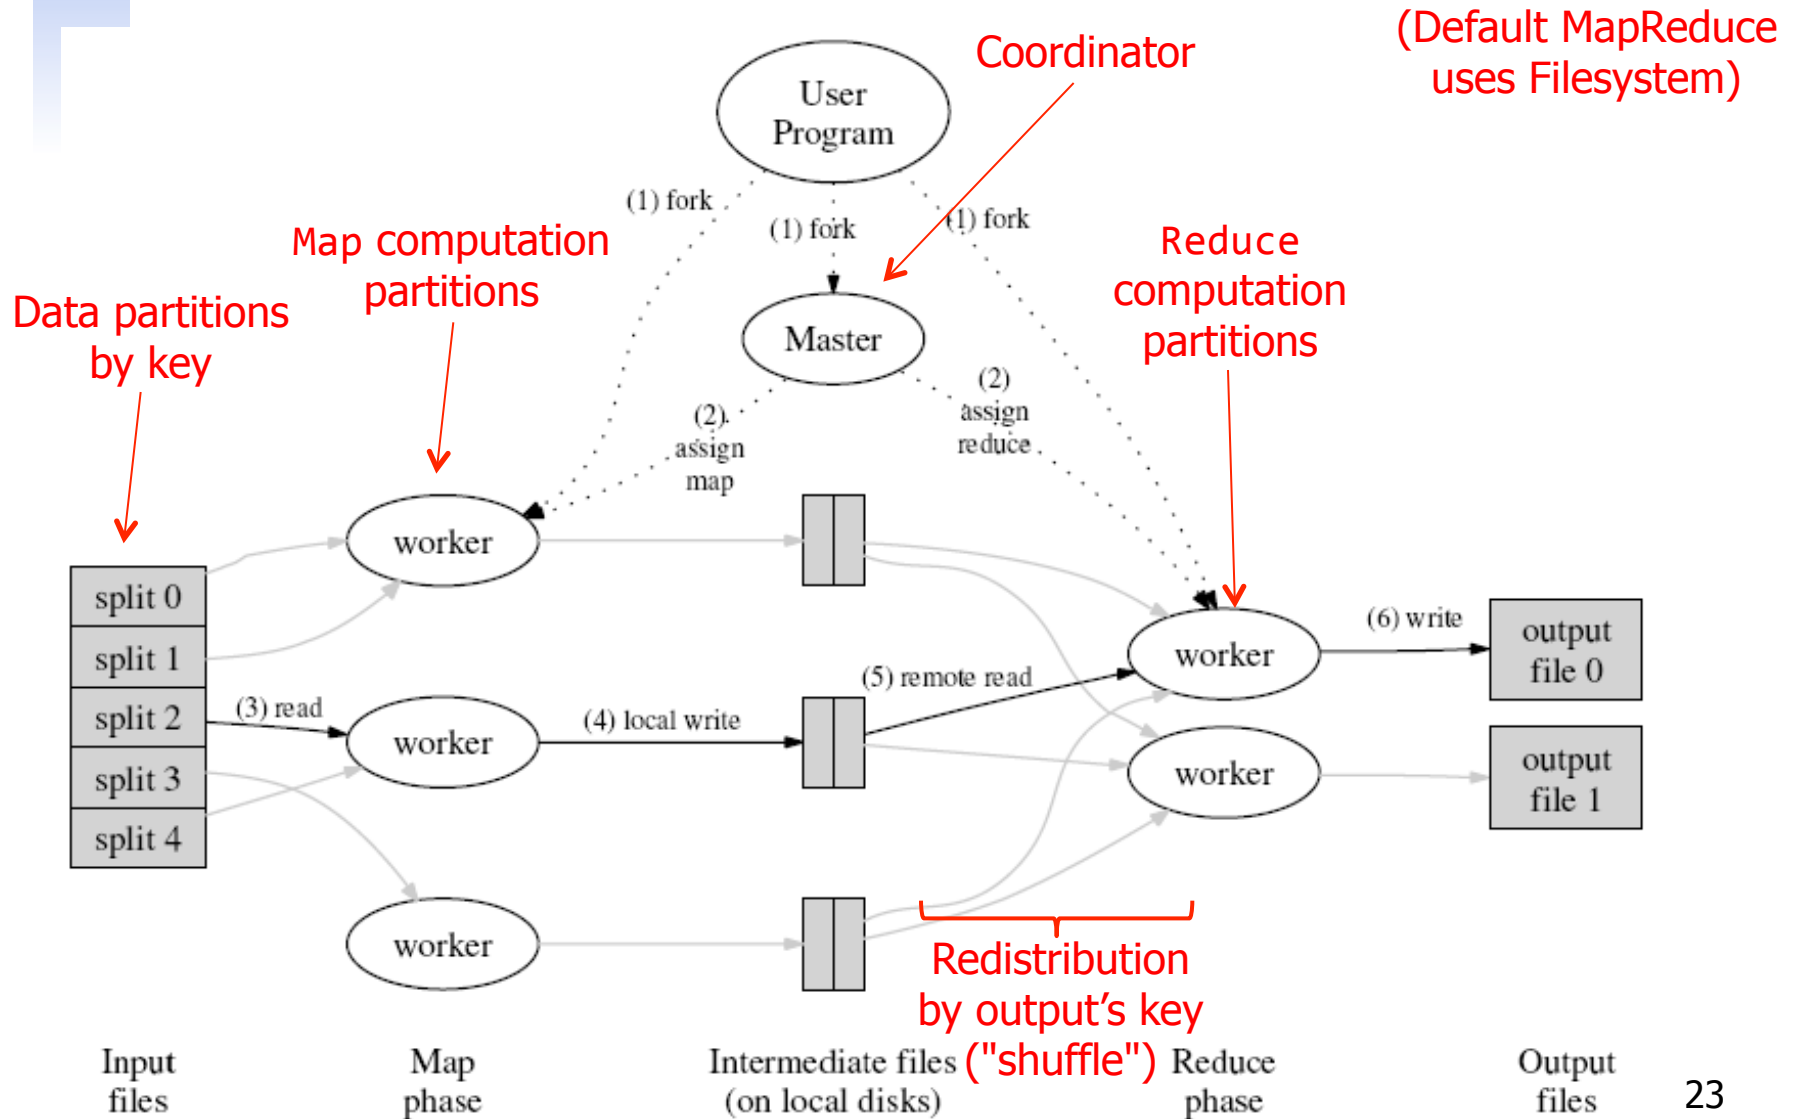 (Default MapReduce
uses Filesystem)
Coordinator
User
Program
(1) fork
(1) fork
(1) fork
Map computation
partitions
Reduce
computation
partitions
Data partitions
by key
Master
(2)
assign
map
(2)
assign
reduce
worker
split 0
split 1
split 2
split 3
split 4
(3) read
worker
(4) local write
(5) remote read
worker
(6) write
output
file 0
worker
output
file 1
worker
Redistribution
by output's key
("shuffle")
Input
files
Map
phase
Intermediate files
(on local disks)
Reduce
phase
Output
files
23